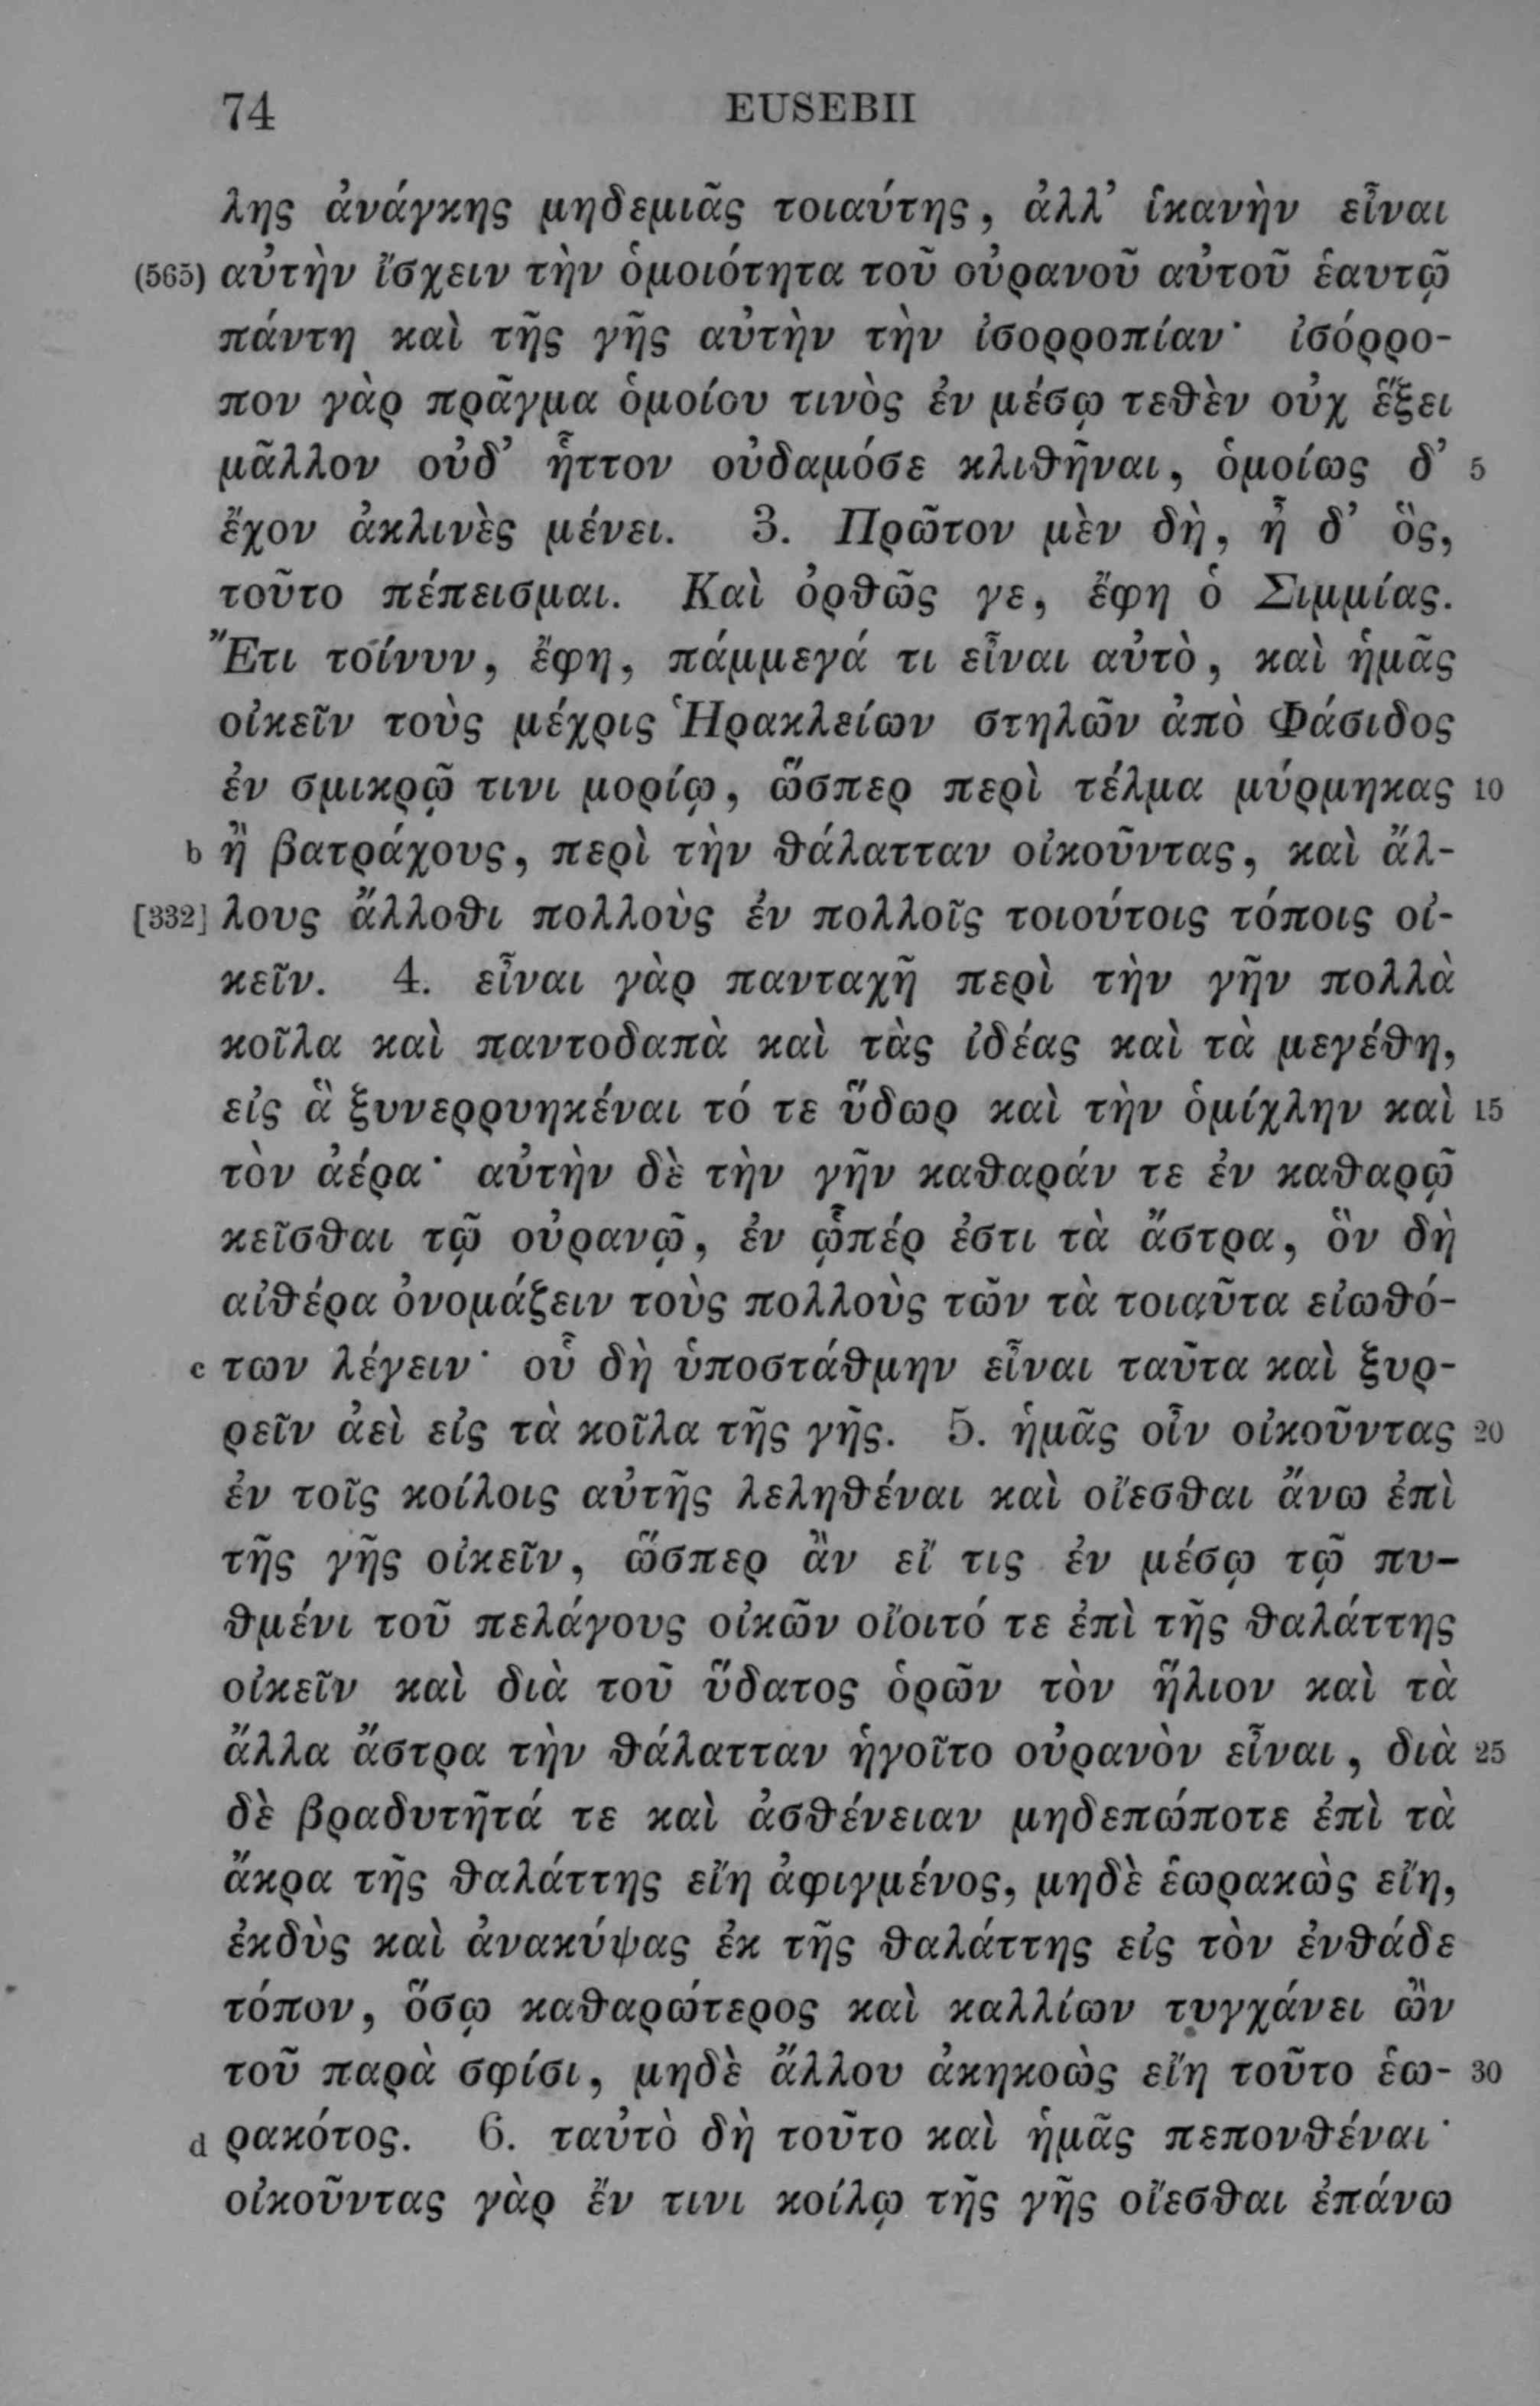 74 EUSEBII
λης ἀνάγκης μηδεμιᾶς τοιαύτης, ἀλλ’ ἱκανὴν εἶναι
(565) αὐτὴν ἴσχειν τὴν ὁμοιότητα τοῦ οὐρανοῦ αὐτοῦ ἑαυτῷ
πάντη καὶ τῆς γῆς αὐτὴν τὴν ἰσορροπίαν· ἰσόρρο-
πον γὰρ πρᾶγμα ὁμοίου τινὸς ἐν μέσῳ τεθὲν οὐχ ἕξει
μᾶλλον οὐδ’ ἧττον οὐδαμόσε κλιθῆναι, ὁμοίως δ’ 5
ἔχον ἀκλινὲς μένει. 3. Πρῶτον μὲν δὴ, ἦ δ’ ὃς,
τοῦτο πέπεισμαι. Καὶ ὀρθῶς γε, ἔφη ὁ Σιμμίας.
Ἔτι τοίνυν, ἔφη, πάμμεγά τι εἶναι αὐτὸ, καὶ ἡμᾶς
οἰκεῖν τοὺς μέχρις Ἡρακλείων στηλῶν ἀπὸ Φάσιδος
ἐν σμικρῷ τινι μορίῳ, ὥσπερ περὶ τέλμα μύρμηκας 10
b ἢ βατράχους, περὶ τὴν θάλατταν οἰκοῦντας, καὶ ἄλ-
[332] λους ἄλλοθι πολλοὺς ἐν πολλοῖς τοιούτοις τόποις οἰ-
κεῖν. 4. εἶναι γὰρ πανταχῆ περὶ τὴν γῆν πολλὰ
κοῖλα καὶ παντοδαπὰ καὶ τὰς ἰδέας καὶ τὰ μεγέθη,
εἰς ἃ ξυνερρυηκέναι τό τε ὕδωρ καὶ τὴν ὁμίχλην καὶ 15
τὸν ἀέρα· αὐτὴν δὲ τὴν γῆν καθαράν τε ἐν καθαρῷ
κεῖσθαι τῷ οὐρανῷ, ἐν ᾧπέρ ἐστι τὰ ἄστρα, ὃν δὴ
αἰθέρα ὀνομάζειν τοὺς πολλοὺς τῶν τὰ τοιαῦτα εἰωθό-
c των λέγειν· οὗ δὴ ὑποστάθμην εἶναι ταῦτα καὶ ξυρ-
ρεῖν ἀεὶ εἰς τὰ κοῖλα τῆς γῆς. 5. ἡμᾶς οἶν οἰκοῦντας 20
ἐν τοῖς κοίλοις αὐτῆς λεληθέναι καὶ οἴεσθαι ἄνω ἐπὶ
τῆς γῆς οἰκεῖν, ὥσπερ ἂν εἴ τις ἐν μέσῳ τῷ πυ-
θμένι τοῦ πελάγους οἰκῶν οἴοιτό τε ἐπὶ τῆς θαλάττης
οἰκεῖν καὶ διὰ τοῦ ὕδατος ὁρῶν τὸν ἥλιον καὶ τὰ
ἄλλα ἄστρα τὴν θάλατταν ἡγοῖτο οὐρανὸν εἶναι, διὰ 25
δὲ βραδυτῆτά τε καὶ ἀσθένειαν μηδεπώποτε ἐπὶ τὰ
ἄκρα τῆς θαλάττης εἴη ἀφιγμένος, μηδὲ ἑωρακὼς εἴη,
ἐκδὺς καὶ ἀνακύψας ἐκ τῆς θαλάττης εἰς τὸν ἐνθάδε
τόπον, ὅσῳ καθαρώτερος καὶ καλλίων τυγχάνει ὢν
τοῦ παρὰ σφίσι, μηδὲ ἄλλου ἀκηκοὼς εἴη τοῦτο ἑω- 30
d ρακότος. 6. ταὐτὸ δὴ τοῦτο καὶ ἡμᾶς πεπονθέναι·
οἰκοῦντας γὰρ ἔν τινι κοίλῳ τῆς γῆς οἴεσθαι ἐπάνω